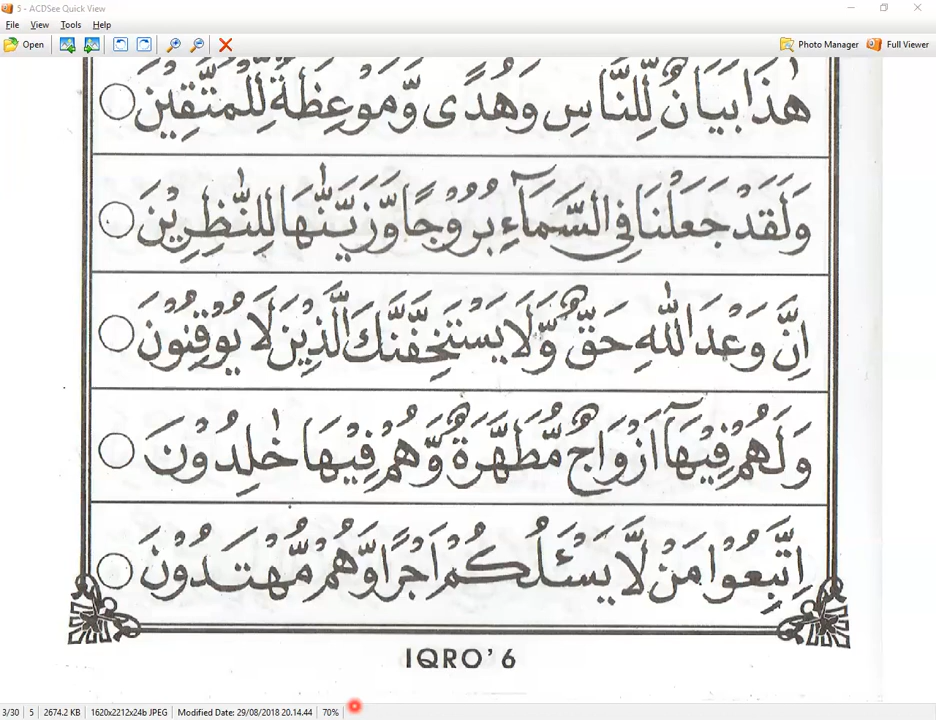 5 - ACDSee Quick View
File View Tools Help
Open Photo Manager Full Viewer
هٰذَا بَيَانٌ لِّلنَّاسِ وَهُدًى وَّمَوْعِظَةٌ لِّلْمُتَّقِيْنَ
وَلَقَدْ جَعَلْنَا فِى السَّمَآءِ بُرُوْجًا وَّزَيَّنّٰهَا لِلنّٰظِرِيْنَ
اِنَّ وَعْدَ اللّٰهِ حَقٌّ وَّلَا يَسْتَخِفَّنَّكَ الَّذِيْنَ لَا يُوْقِنُوْنَ
وَلَهُمْ فِيْهَآ اَزْوَاجٌ مُّطَهَّرَةٌ وَّهُمْ فِيْهَا خٰلِدُوْنَ
اِتَّبِعُوْا مَنْ لَّا يَسْـَٔلُكُمْ اَجْرًا وَّهُمْ مُّهْتَدُوْنَ
IQRO' 6
3/30 5 2674.2 KB 1620x2212x24b JPEG Modified Date: 29/08/2018 20.14.44 70%